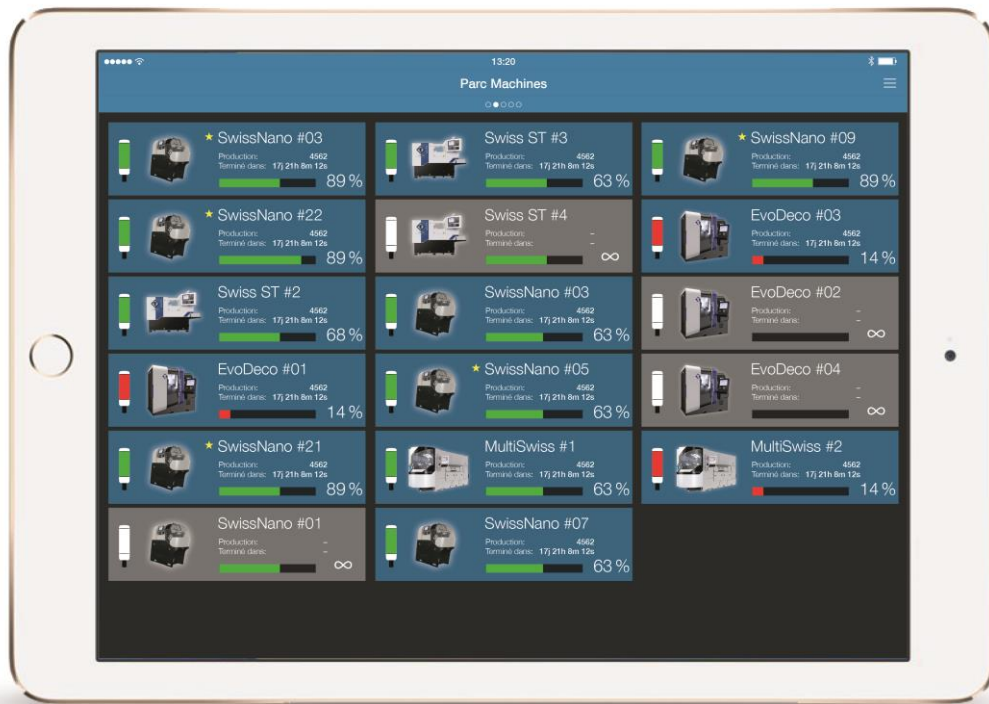 13:20
Parc Machines
SwissNano #03
Production: 4562
Terminé dans: 17j 21h 8m 12s
89 %
Swiss ST #3
Production: 4562
Terminé dans: 17j 21h 8m 12s
63 %
SwissNano #09
Production: 4562
Terminé dans: 17j 21h 8m 12s
89 %
SwissNano #22
Production: 4562
Terminé dans: 17j 21h 8m 12s
89 %
Swiss ST #4
Production: –
Terminé dans: –
∞
EvoDeco #03
Production: 4562
Terminé dans: 17j 21h 8m 12s
14 %
Swiss ST #2
Production: 4562
Terminé dans: 17j 21h 8m 12s
68 %
SwissNano #03
Production: 4562
Terminé dans: 17j 21h 8m 12s
63 %
EvoDeco #02
Production: –
Terminé dans: –
∞
EvoDeco #01
Production: 4562
Terminé dans: 17j 21h 8m 12s
14 %
SwissNano #05
Production: 4562
Terminé dans: 17j 21h 8m 12s
63 %
EvoDeco #04
Production: –
Terminé dans: –
∞
SwissNano #21
Production: 4562
Terminé dans: 17j 21h 8m 12s
89 %
MultiSwiss #1
Production: 4562
Terminé dans: 17j 21h 8m 12s
63 %
MultiSwiss #2
Production: 4562
Terminé dans: 17j 21h 8m 12s
14 %
SwissNano #01
Production: –
Terminé dans: –
∞
SwissNano #07
Production: 4562
Terminé dans: 17j 21h 8m 12s
63 %